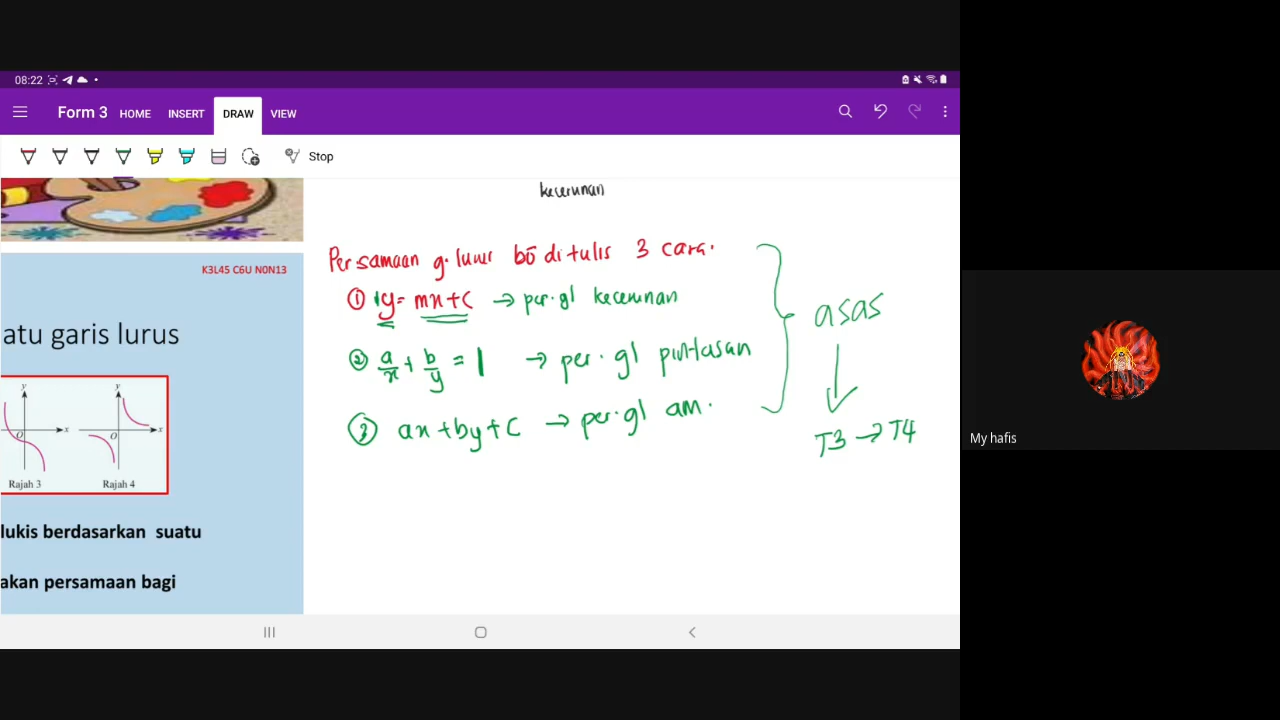 08:22
Form 3 HOME INSERT DRAW VIEW
Stop
kecerunan
K3L45 C6U N0N13
atu garis lurus
y
x
O
y
x
O
Rajah 3
Rajah 4
lukis berdasarkan suatu
akan persamaan bagi
Persamaan g. lurus bō ditulis 3 cara.
① y = mx+c → per.gl kecerunan
② a/x + b/y = 1 → per. gl pintasan
③ ax + by + c → per.gl am.
asas
T3 → T4
My hafis